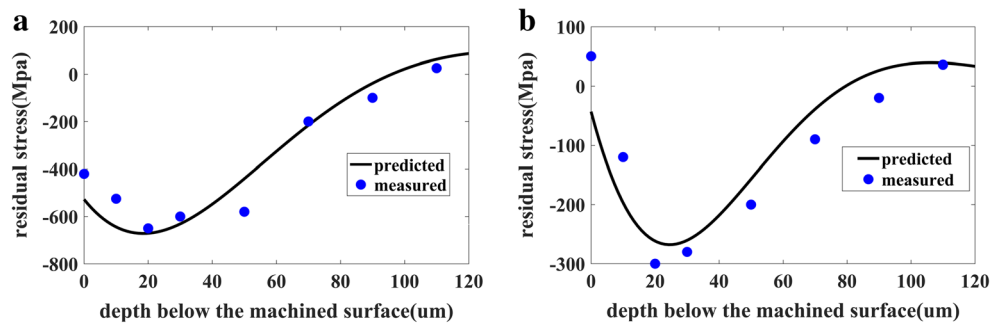 a
200
0
-200
-400
-600
-800
0 20 40 60 80 100 120
residual stress(Mpa)
depth below the machined surface(um)
predicted
measured
b
100
0
-100
-200
-300
0 20 40 60 80 100 120
residual stress(Mpa)
depth below the machined surface(um)
predicted
measured